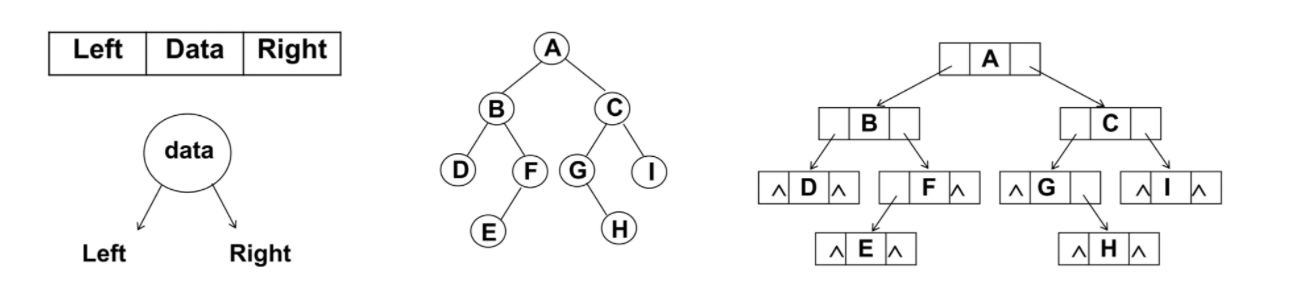 Left Data Right
data
Left Right
A
B C
D F G I
E H
A
B C
^ D ^ F ^ ^ G ^ I ^
^ E ^ ^ H ^